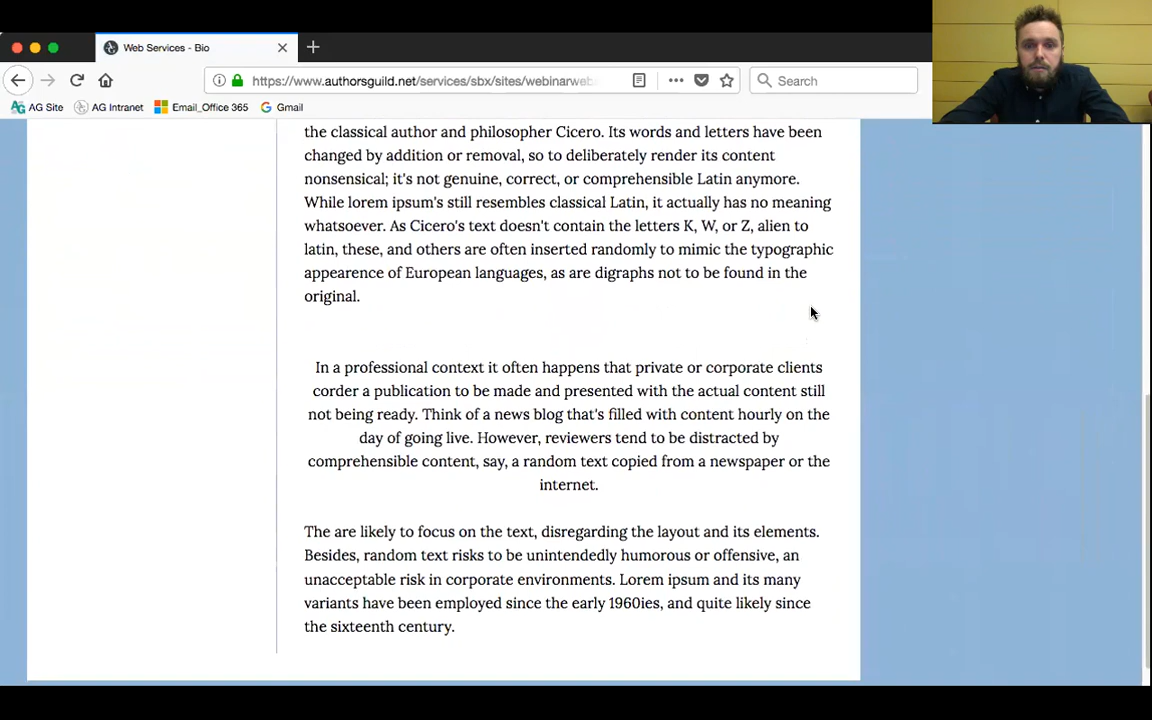 Web Services - Bio
https://www.authorsguild.net/services/sbx/sites/webinarweb
Search
AG Site
AG Intranet
Email_Office 365
Gmail
the classical author and philosopher Cicero. Its words and letters have been
changed by addition or removal, so to deliberately render its content
nonsensical; it's not genuine, correct, or comprehensible Latin anymore.
While lorem ipsum's still resembles classical Latin, it actually has no meaning
whatsoever. As Cicero's text doesn't contain the letters K, W, or Z, alien to
latin, these, and others are often inserted randomly to mimic the typographic
appearence of European languages, as are digraphs not to be found in the
original.
In a professional context it often happens that private or corporate clients
corder a publication to be made and presented with the actual content still
not being ready. Think of a news blog that's filled with content hourly on the
day of going live. However, reviewers tend to be distracted by
comprehensible content, say, a random text copied from a newspaper or the
internet.
The are likely to focus on the text, disregarding the layout and its elements.
Besides, random text risks to be unintendedly humorous or offensive, an
unacceptable risk in corporate environments. Lorem ipsum and its many
variants have been employed since the early 1960ies, and quite likely since
the sixteenth century.